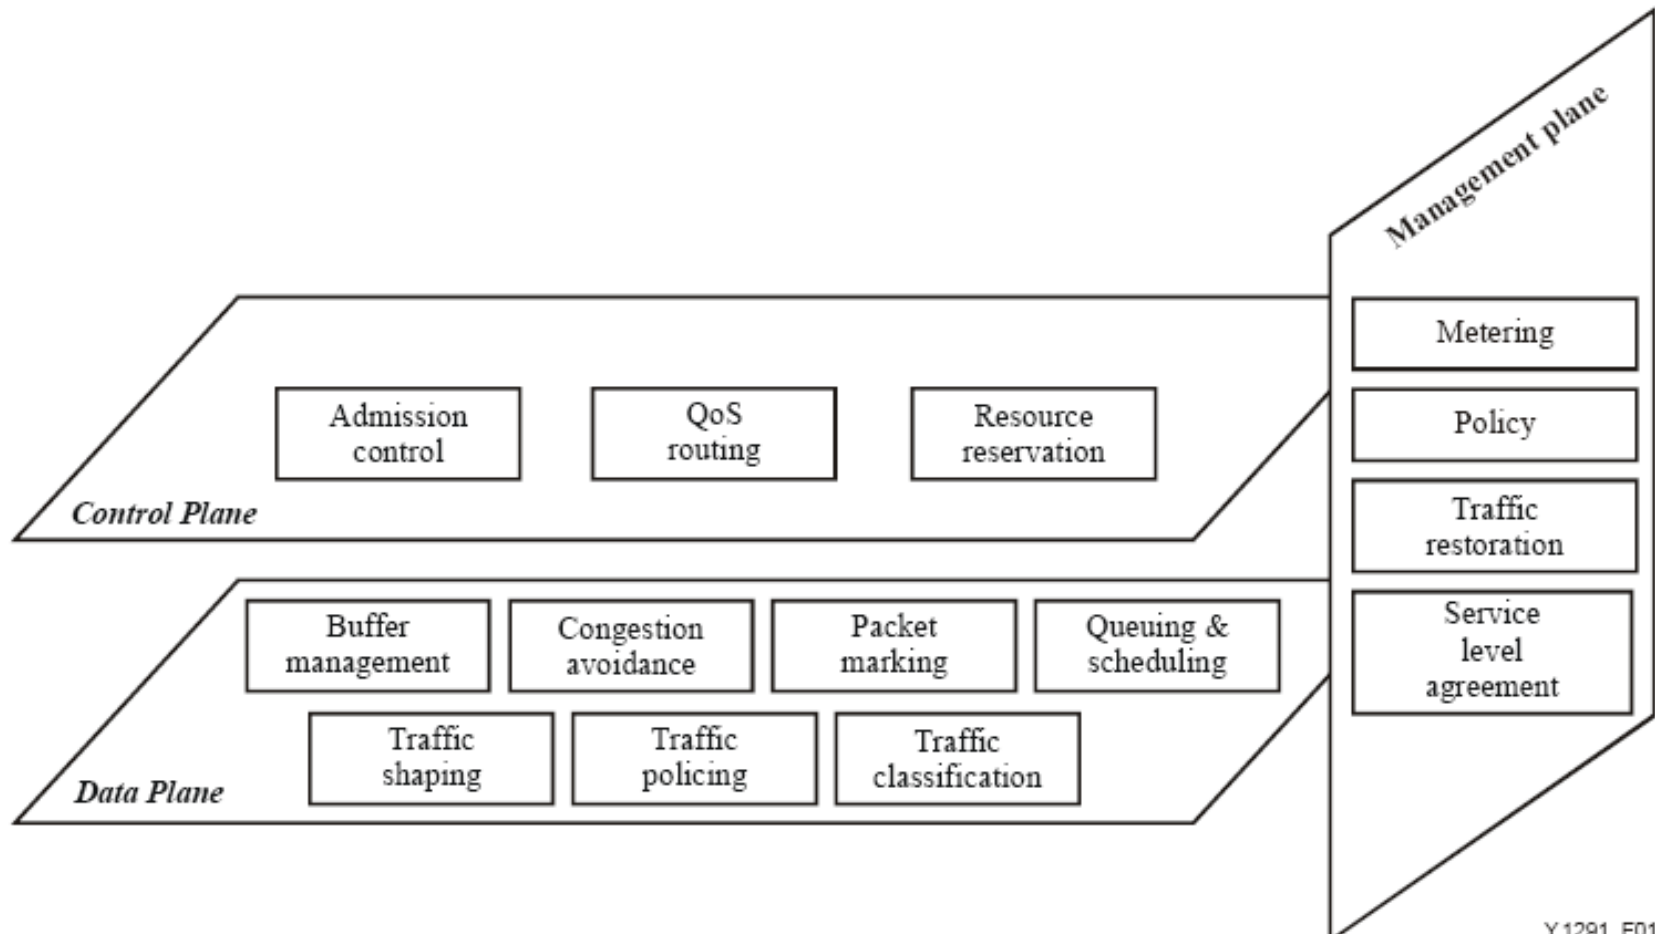 Management plane
Metering
Policy
Traffic
restoration
Service
level
agreement
Admission
control
QoS
routing
Resource
reservation
Control Plane
Buffer
management
Congestion
avoidance
Packet
marking
Queuing &
scheduling
Traffic
shaping
Traffic
policing
Traffic
classification
Data Plane
Y.1291_F01